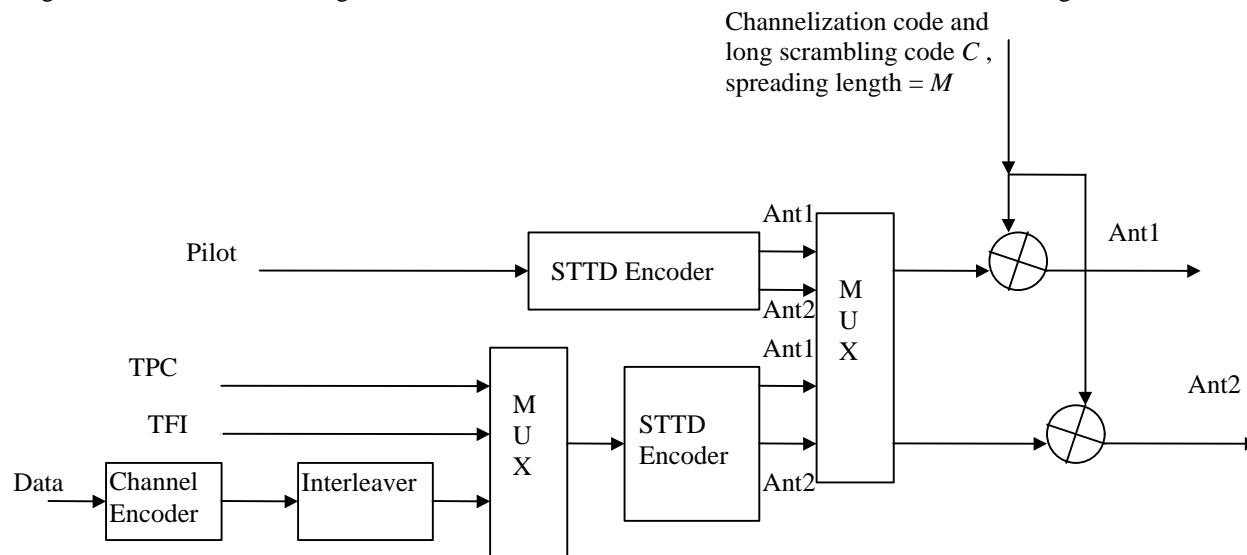 Channelization code and
long scrambling code C ,
spreading length = M
Ant1
Ant1
Pilot
STTD Encoder
M
U
X
Ant2
Ant1
TPC
Ant2
M
U
X
TFI
STTD
Encoder
Data
Channel
Encoder
Interleaver
Ant2